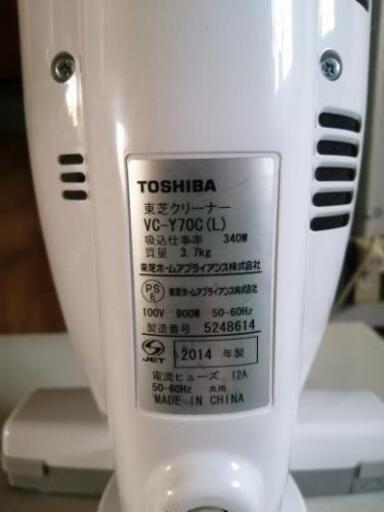 TOSHIBA
東芝クリーナー
VC-Y70C(L)
吸込仕事率 340W
質量 3.7kg
東芝ホームアプライアンス株式会社
PS
E 東芝ホームアプライアンス株式会社
100V 900W 50-60Hz
製造番号 5248614
JET 2014 年製
電流ヒューズ 12A
50-60Hz 共用
MADE IN CHINA